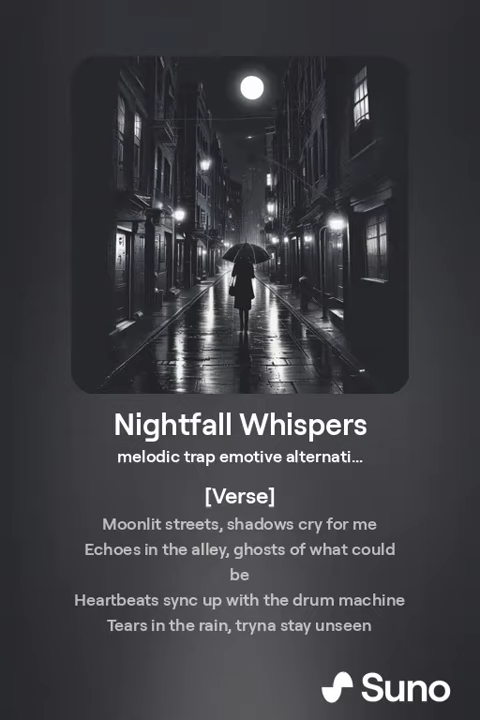 Nightfall Whispers
melodic trap emotive alternati...
[Verse]
Moonlit streets, shadows cry for me
Echoes in the alley, ghosts of what could
be
Heartbeats sync up with the drum machine
Tears in the rain, tryna stay unseen
Suno